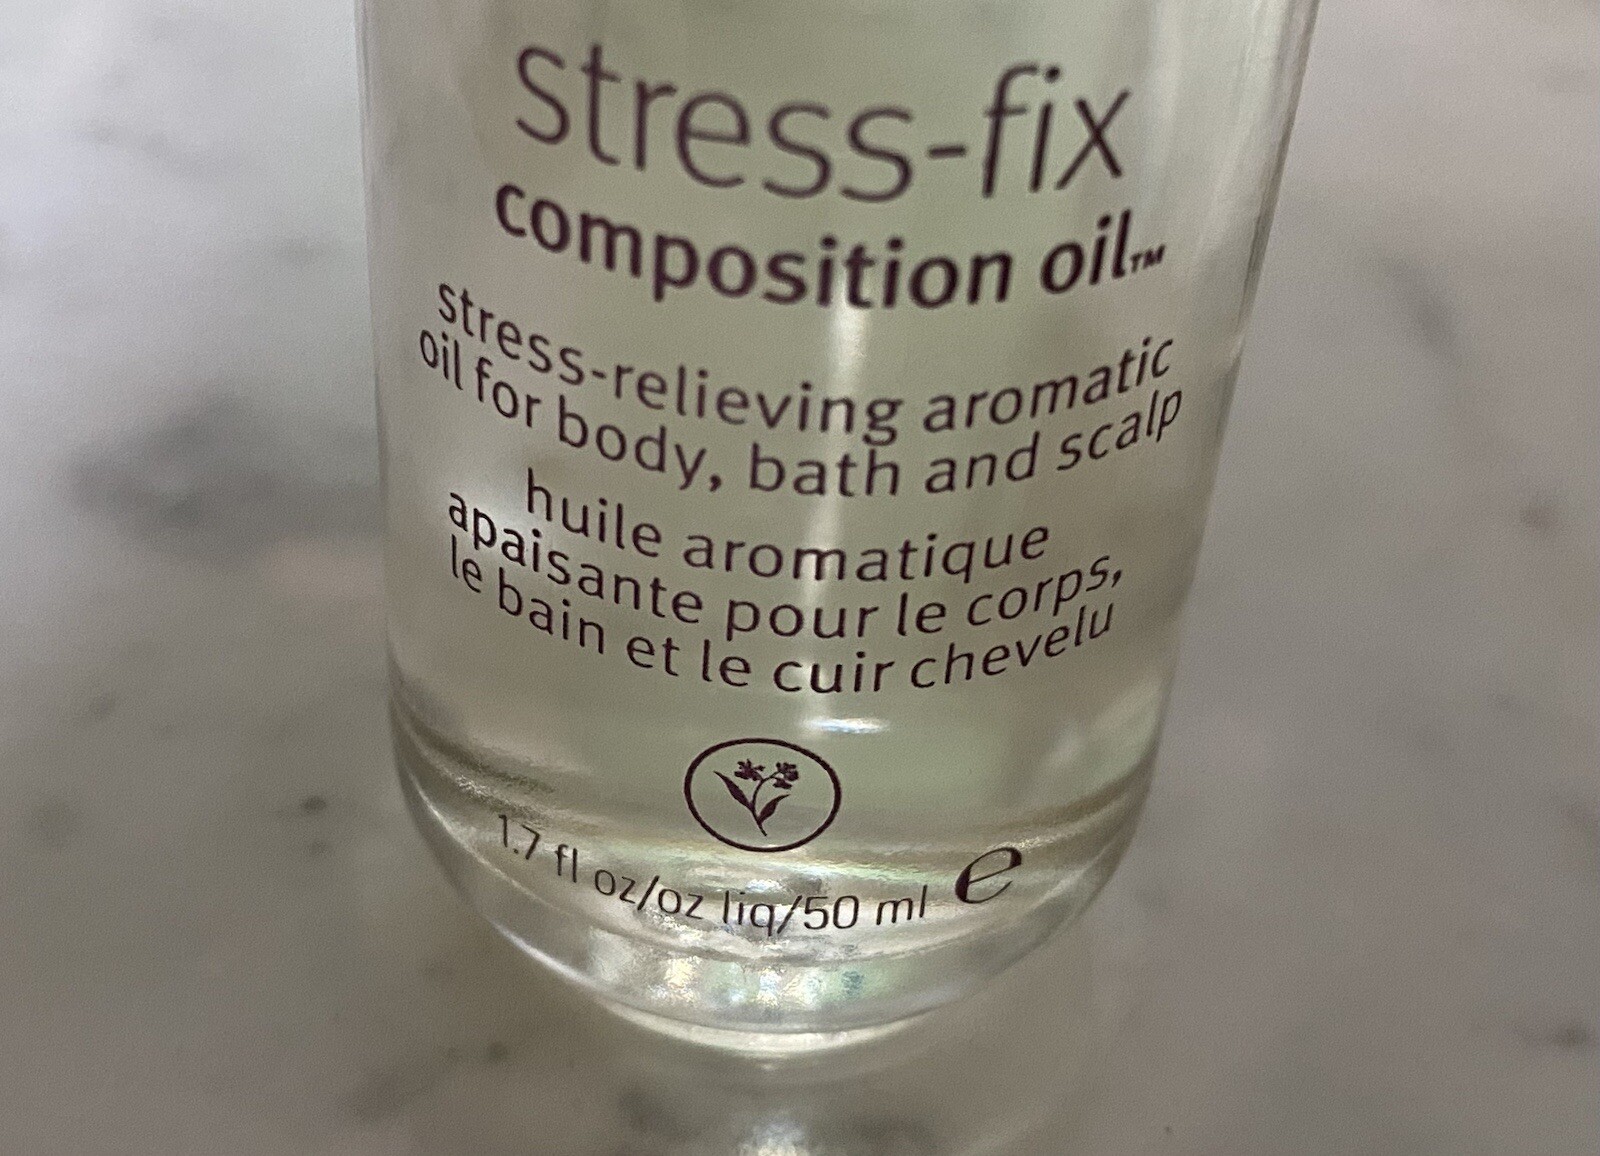 stress-fix
composition oil™
stress-relieving aromatic
oil for body, bath and scalp
huile aromatique
apaisante pour le corps,
le bain et le cuir chevelu
1.7 fl oz/oz liq/50 ml ℮